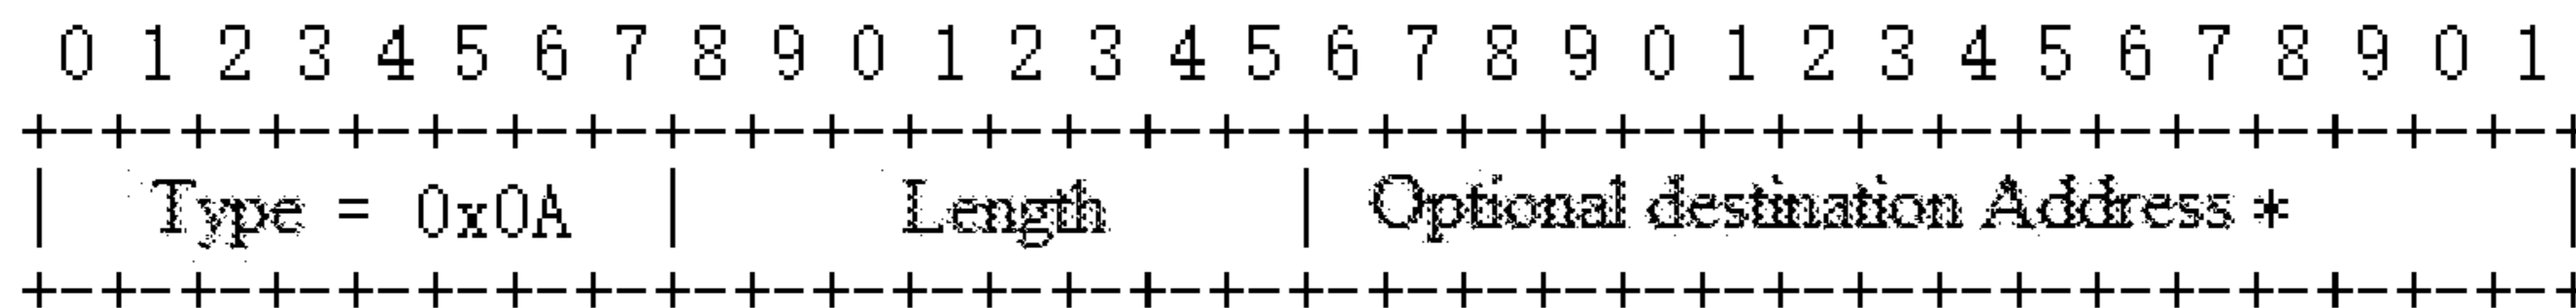 0 1 2 3 4 5 6 7 8 9 0 1 2 3 4 5 6 7 8 9 0 1 2 3 4 5 6 7 8 9 0 1
+-+-+-+-+-+-+-+-+-+-+-+-+-+-+-+-+-+-+-+-+-+-+-+-+-+-+-+-+-+-+-+-+
| Type = 0x0A | Length | Optional destination Address * |
+-+-+-+-+-+-+-+-+-+-+-+-+-+-+-+-+-+-+-+-+-+-+-+-+-+-+-+-+-+-+-+-+